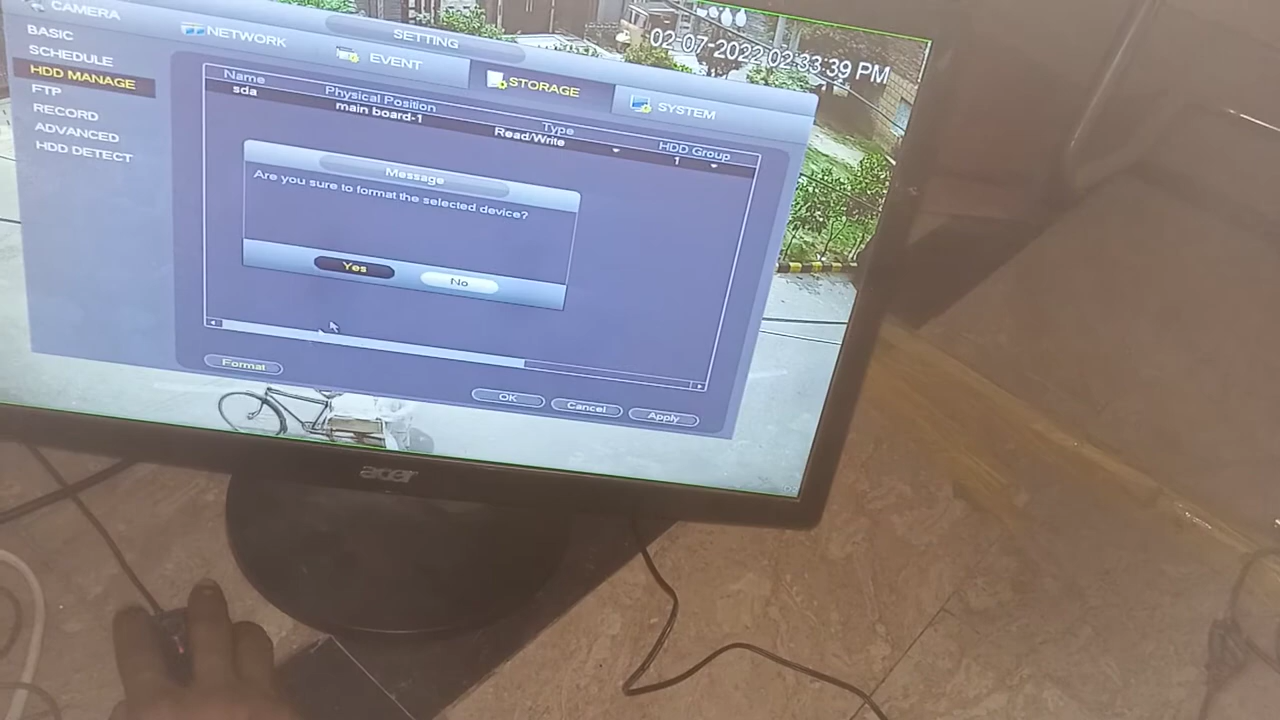 CAMERA
NETWORK
SETTING
EVENT
STORAGE
SYSTEM
02-07-2022 02:33:39 PM
BASIC
SCHEDULE
HDD MANAGE
FTP
RECORD
ADVANCED
HDD DETECT
Name Physical Position Type HDD Group
sda main board-1 Read/Write 1
Message
Are you sure to format the selected device?
Yes No
Format
OK Cancel Apply
acer